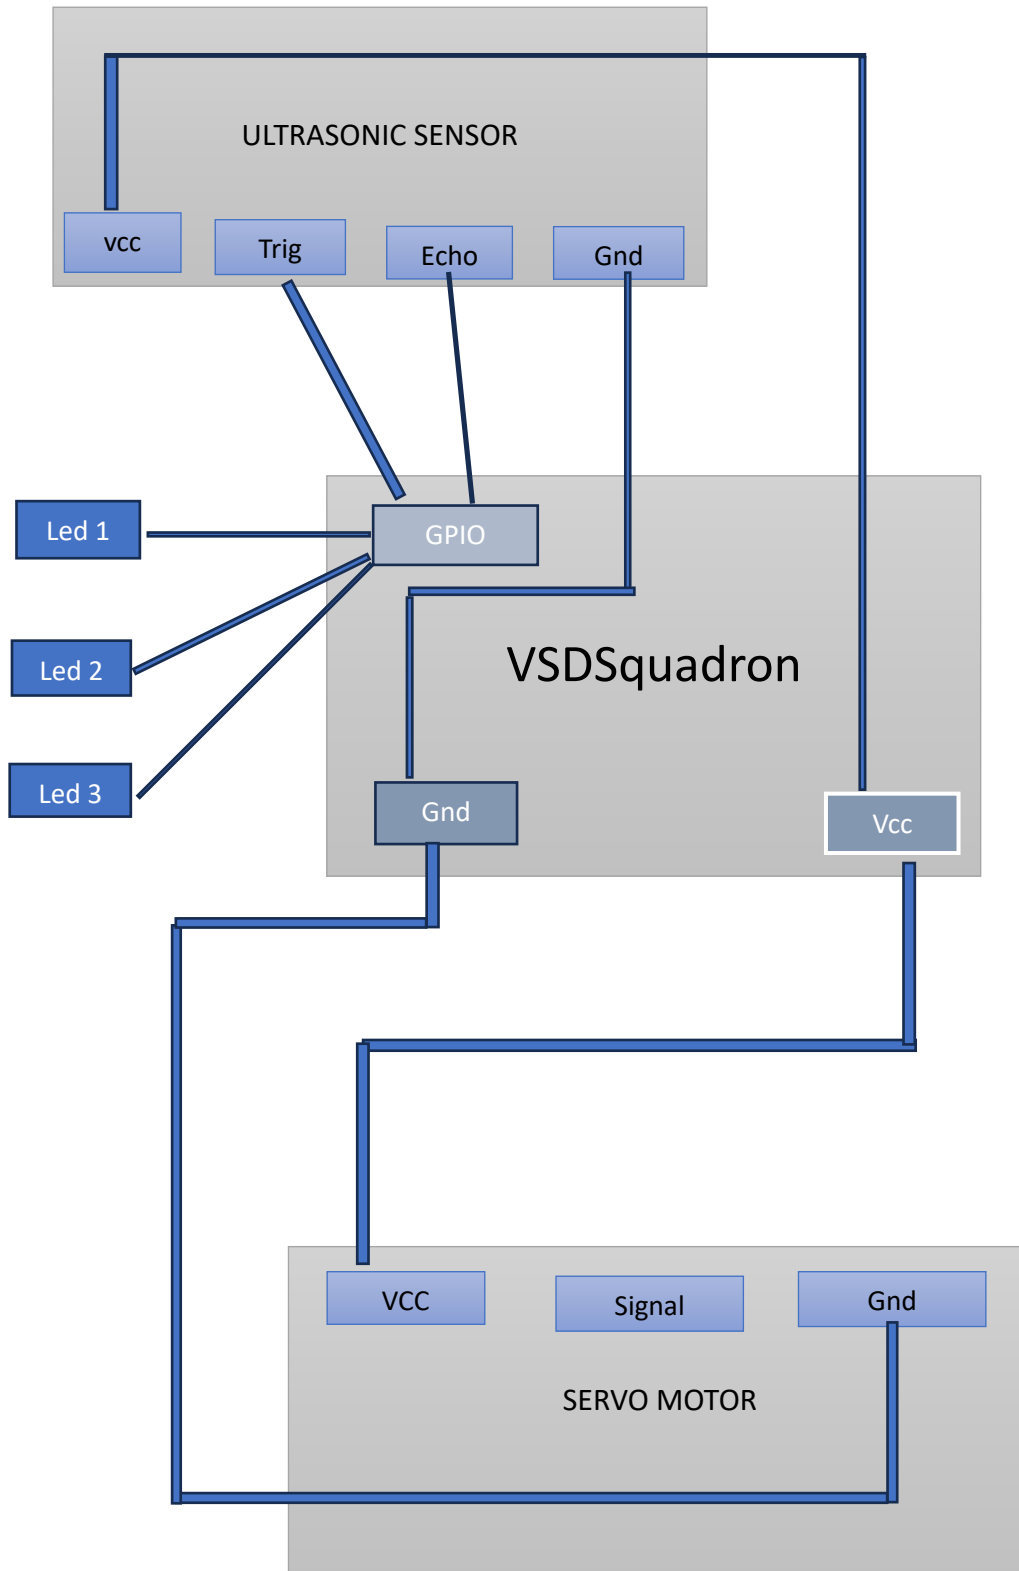 ULTRASONIC SENSOR
vcc
Trig
Echo
Gnd
Led 1
GPIO
Led 2
VSDSquadron
Led 3
Gnd
Vcc
VCC
Signal
Gnd
SERVO MOTOR